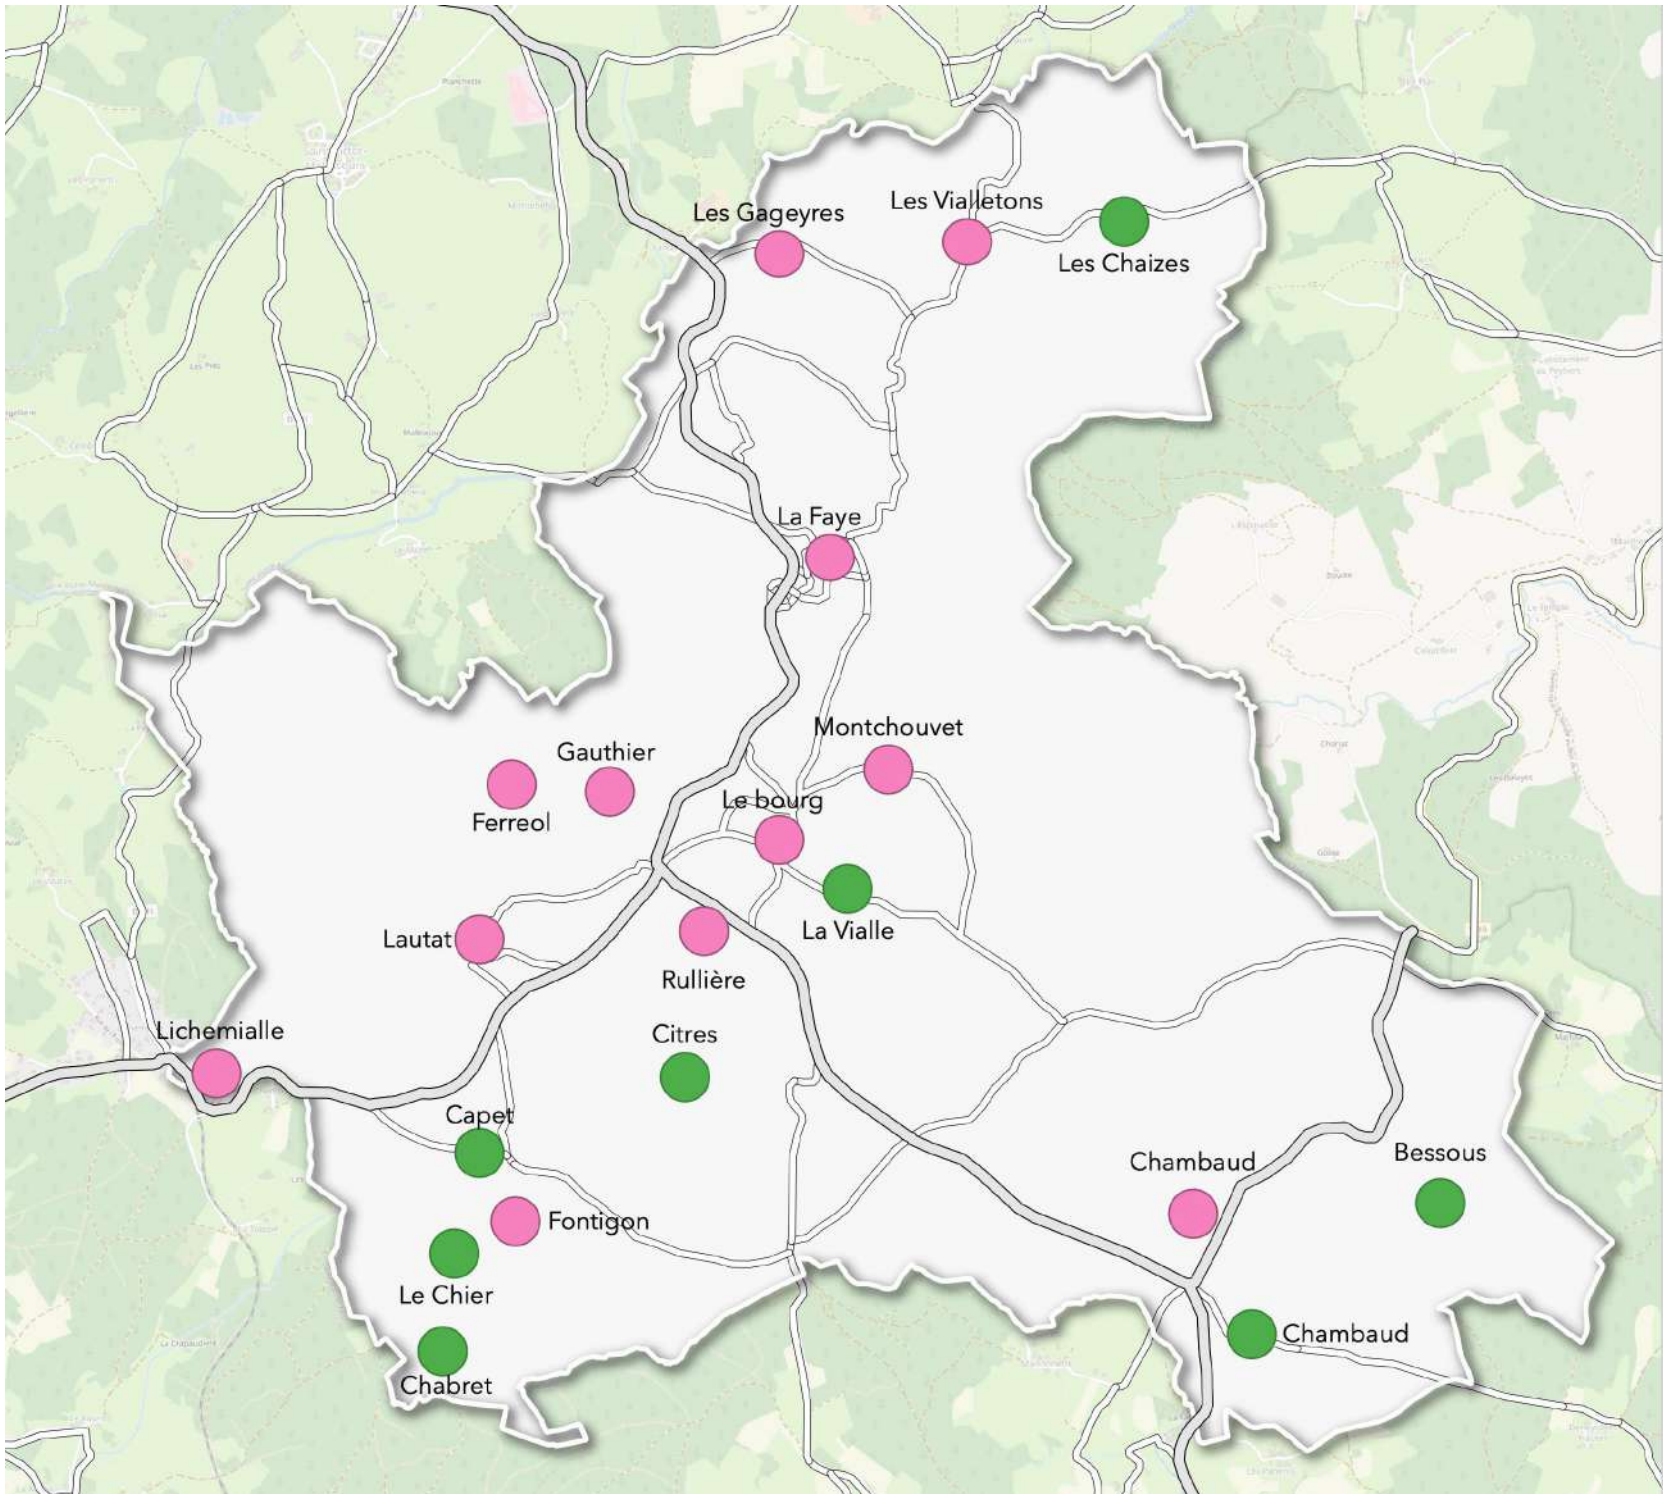 Les Gageyres
Les Vialletons
Les Chaizes
La Faye
Montchouvet
Gauthier
Ferreol
Le bourg
La Vialle
Lautat
Rullière
Lichemialle
Citres
Capet
Chambaud
Bessous
Fontigon
Le Chier
Chambaud
Chabret